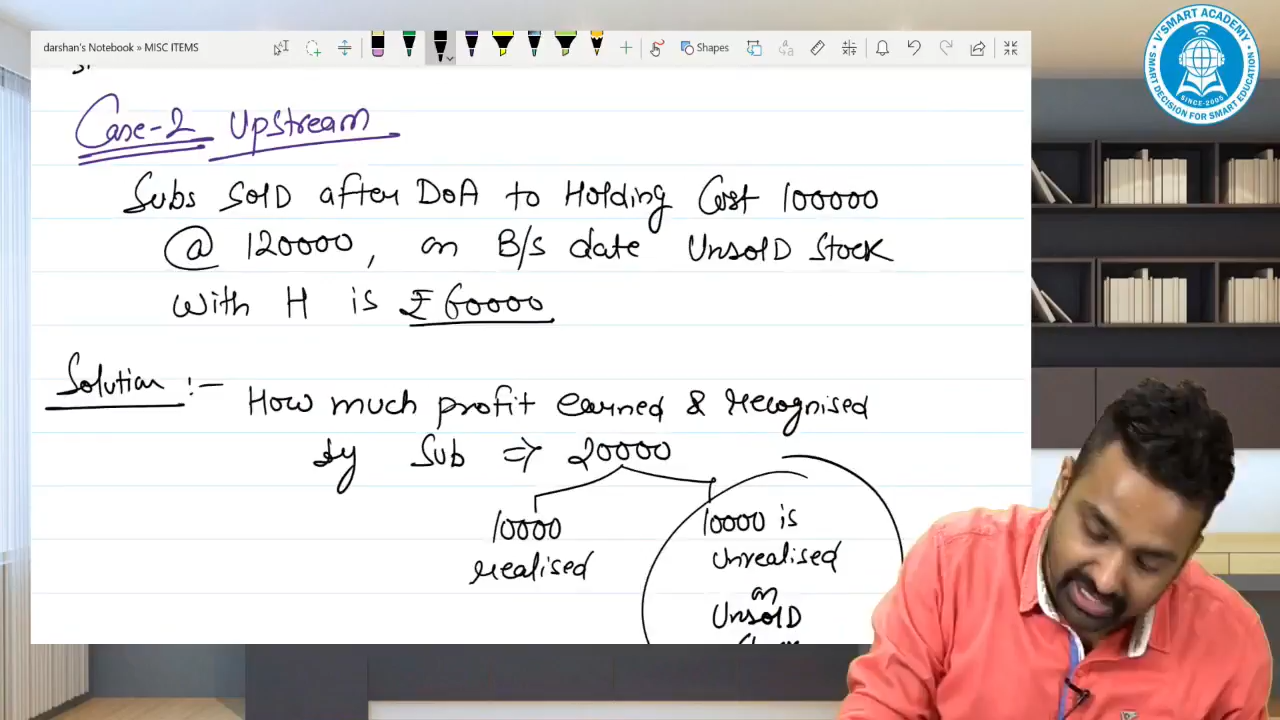 darshan's Notebook » MISC ITEMS
Shapes
V'SMART ACADEMY
SMART DECISION FOR SMART EDUCATION
SINCE-2005
Case-2 Upstream
Subs SolD after DoA to Holding Cost 100000
@ 120000, on B/s date UnsolD Stock
With H is ₹ 60000
Solution :-
How much profit earned & recognised
by Sub ⇒ 20000
10000 realised
10000 is unrealised on UnsolD